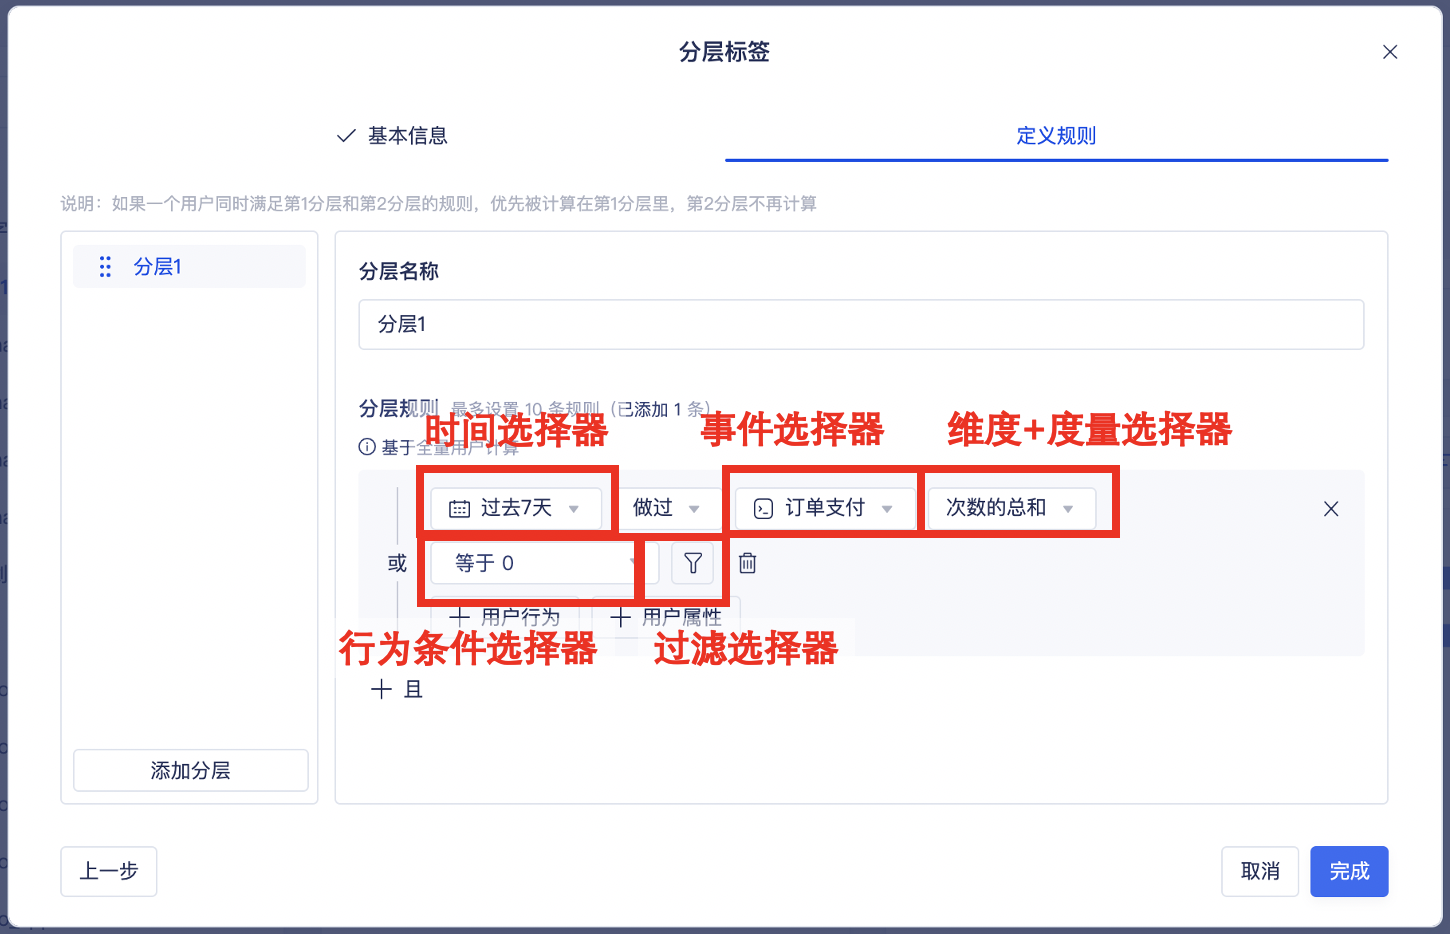 分层标签
基本信息
定义规则
说明：如果一个用户同时满足第1分层和第2分层的规则，优先被计算在第1分层里，第2分层不再计算
分层1
分层名称
分层1
分层规则 最多设置 10 条规则（已添加 1 条）
时间选择器 事件选择器 维度+度量选择器
基于全量用户计算
过去7天 做过 订单支付 次数的总和
或 等于 0
用户行为 用户属性
行为条件选择器 过滤选择器
且
添加分层
上一步 取消 完成